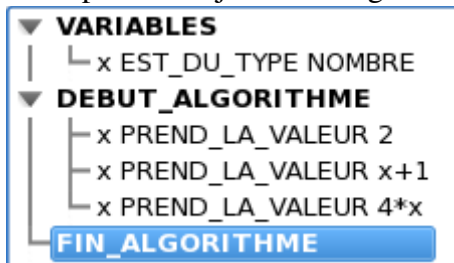 VARIABLES
x EST_DU_TYPE NOMBRE
DEBUT_ALGORITHME
x PREND_LA_VALEUR 2
x PREND_LA_VALEUR x+1
x PREND_LA_VALEUR 4*x
FIN_ALGORITHME